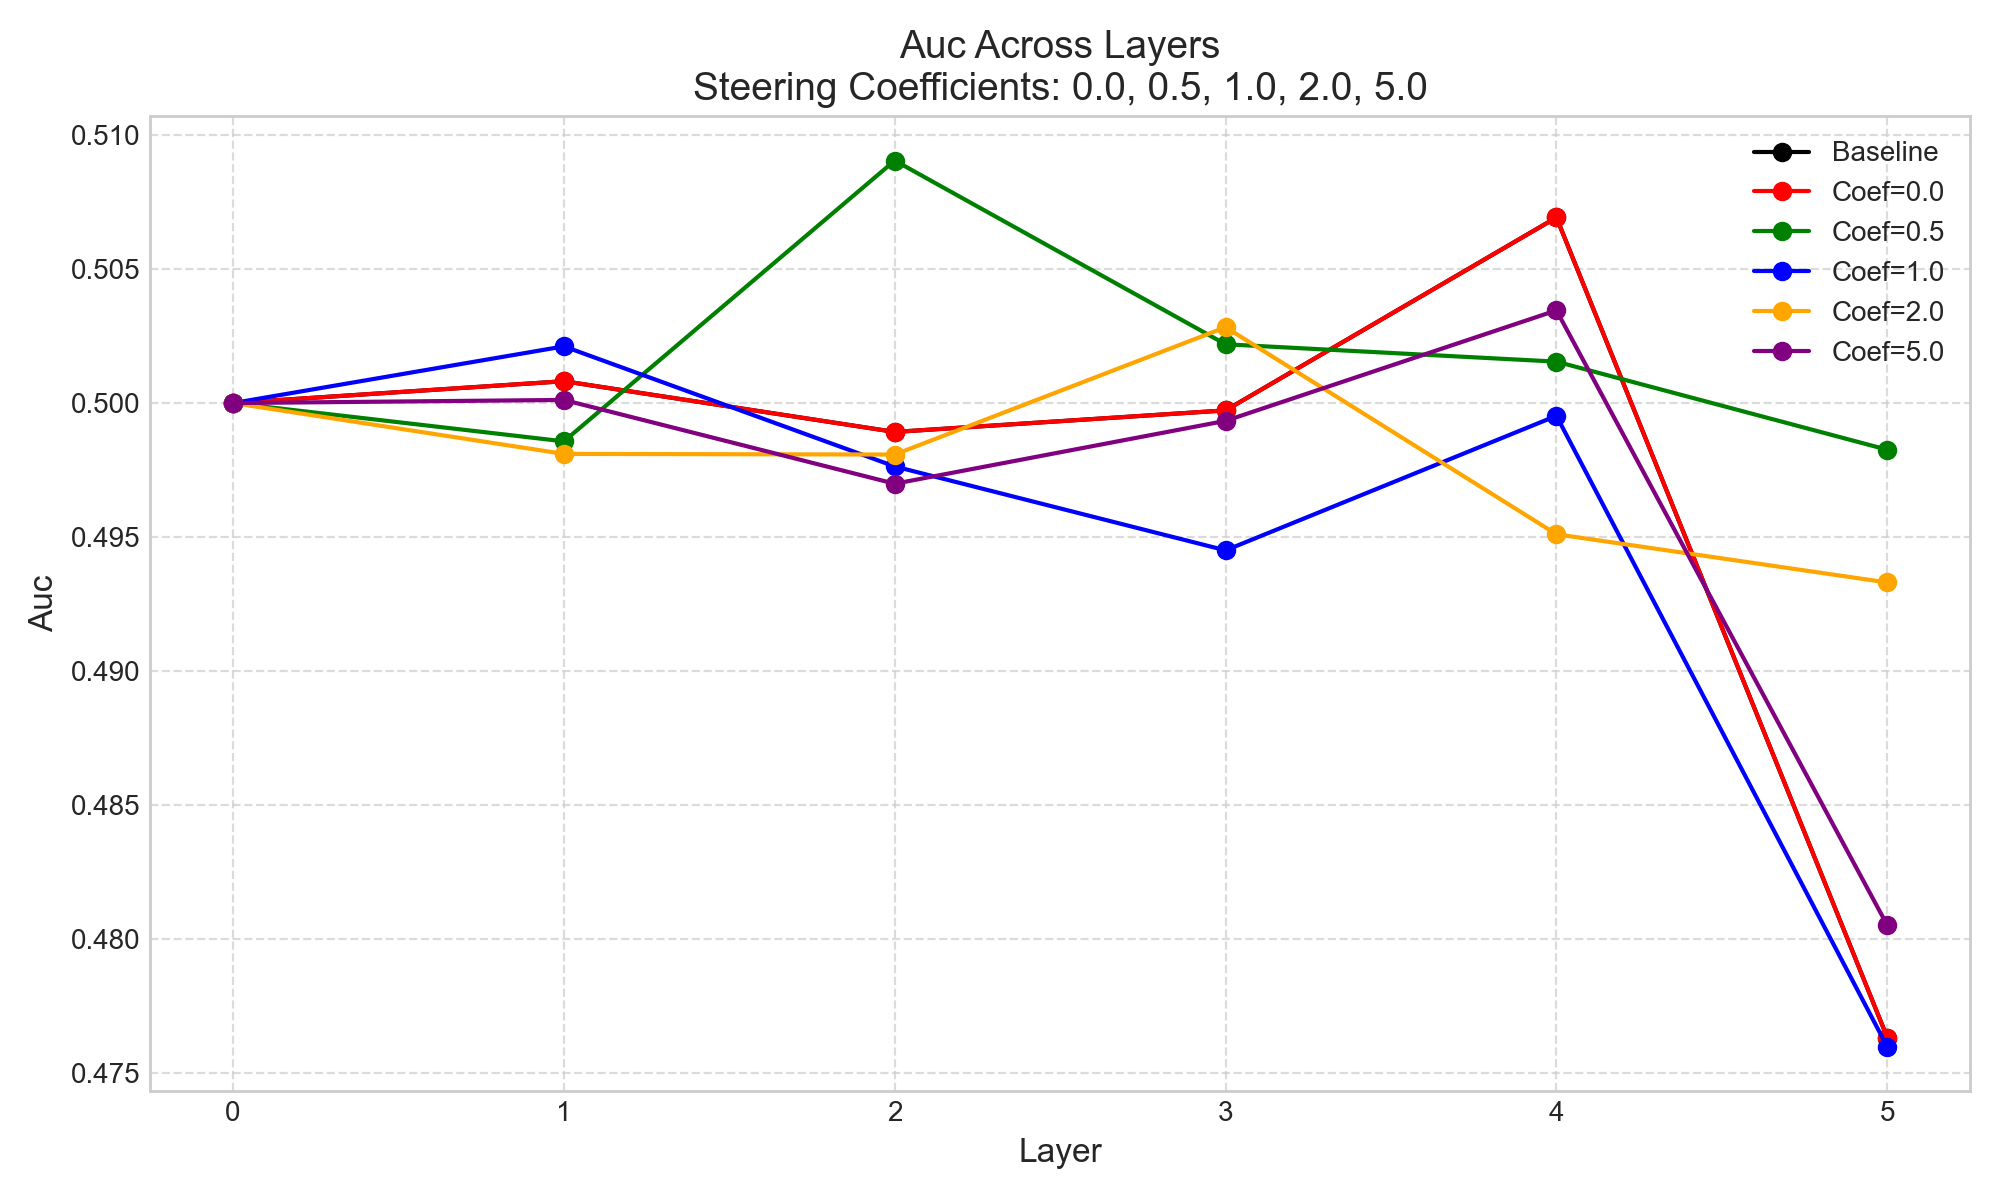 Auc Across Layers
Steering Coefficients: 0.0, 0.5, 1.0, 2.0, 5.0
0.510
0.505
0.500
0.495
0.490
0.485
0.480
0.475
Auc
Baseline
Coef=0.0
Coef=0.5
Coef=1.0
Coef=2.0
Coef=5.0
0 1 2 3 4 5
Layer